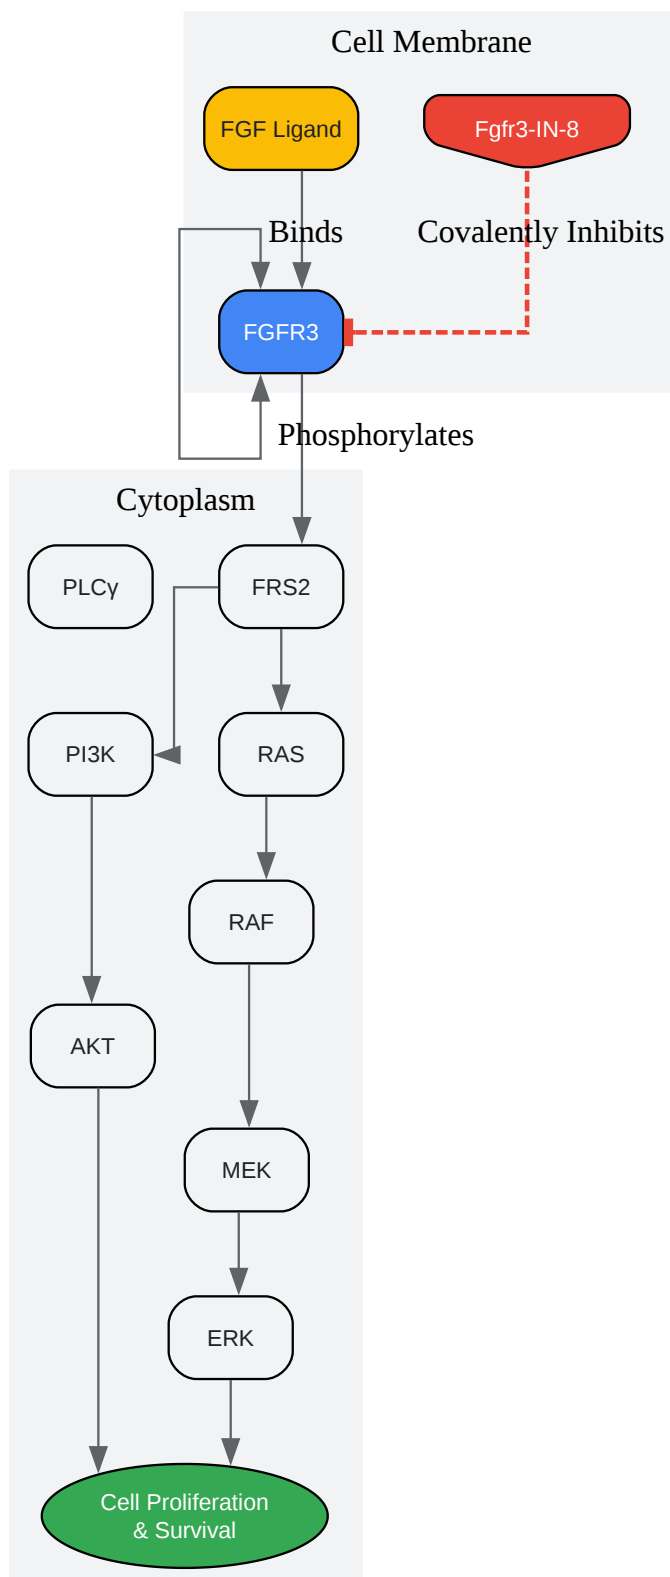 Cell Membrane
FGF Ligand
Fgfr3-IN-8
Binds
Covalently Inhibits
FGFR3
Phosphorylates
Cytoplasm
PLCγ
FRS2
PI3K
RAS
RAF
AKT
MEK
ERK
Cell Proliferation
& Survival